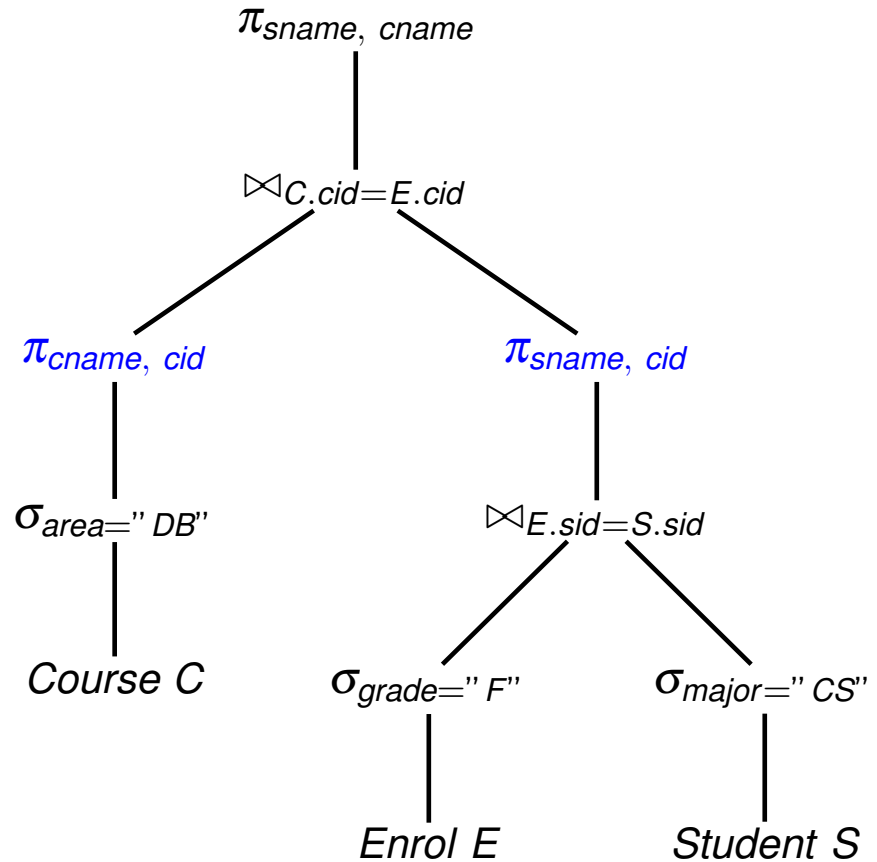 π sname, cname
⋈ C.cid=E.cid
π cname, cid
π sname, cid
σ area="DB"
⋈ E.sid=S.sid
Course C
σ grade="F"
σ major="CS"
Enrol E
Student S